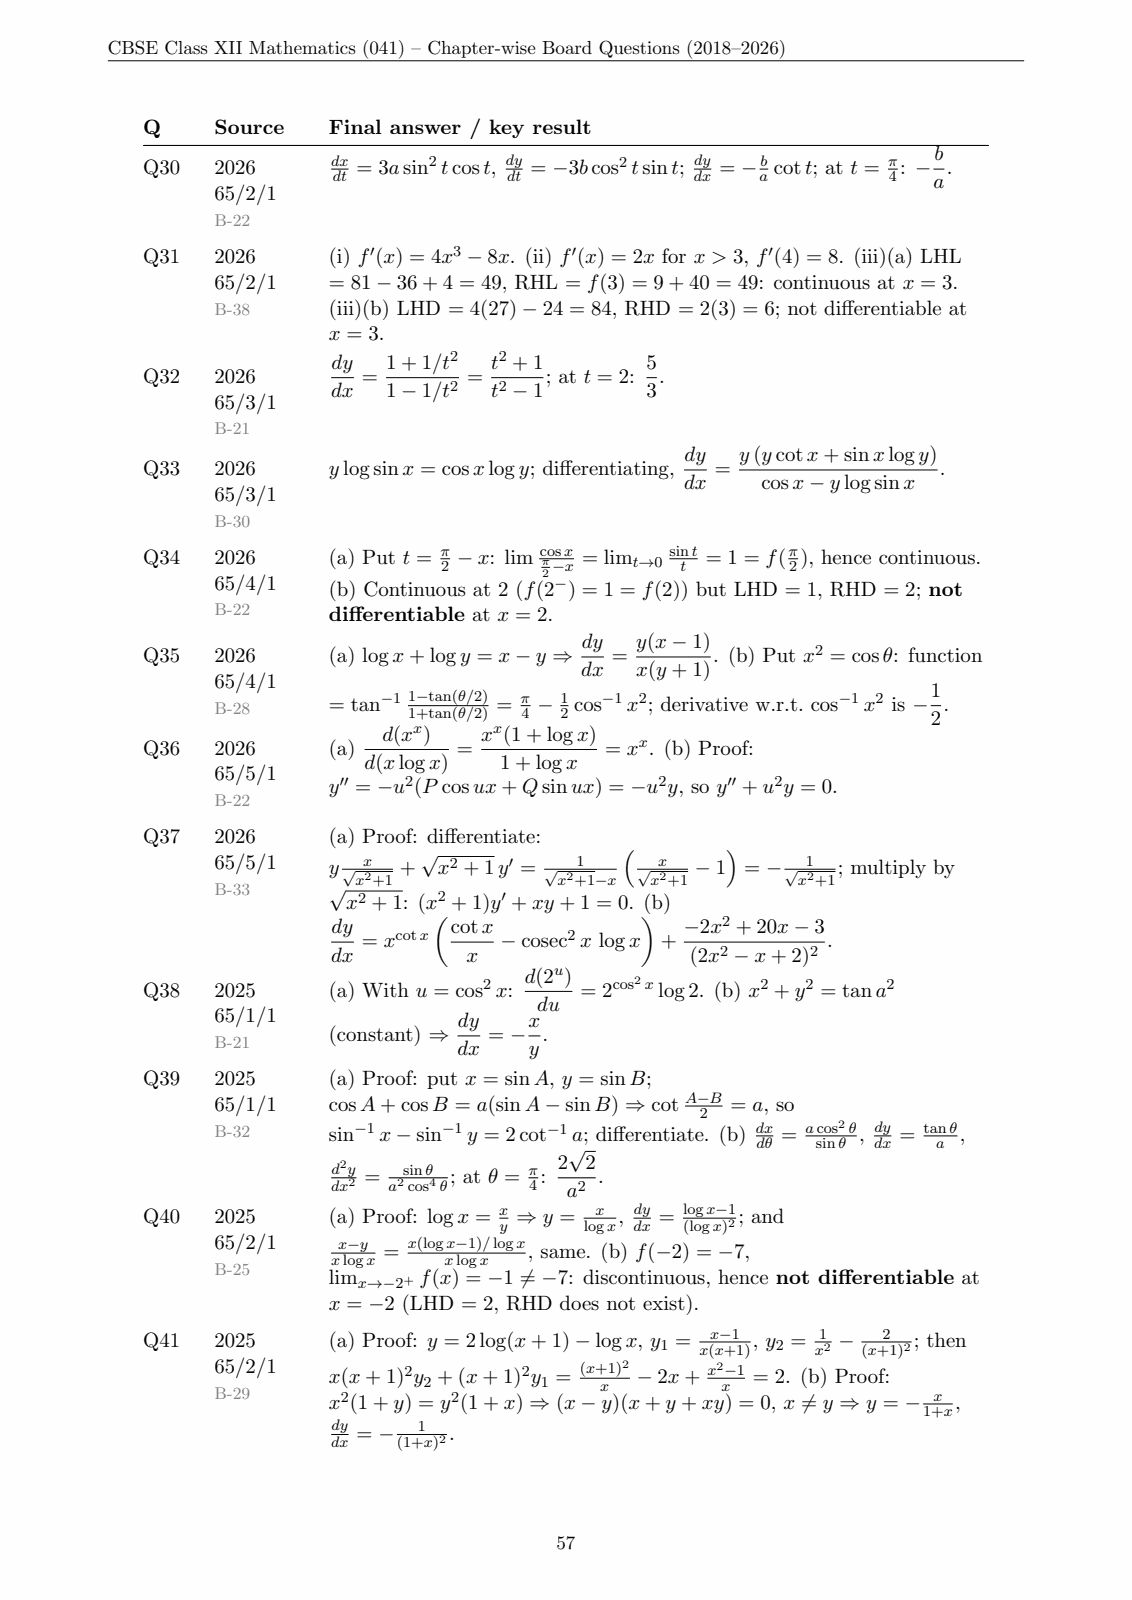 CBSE Class XII Mathematics (041) – Chapter-wise Board Questions (2018–2026)
Q Source Final answer / key result
Q30 2026 65/2/1 B-22
dx/dt = 3a sin² t cos t, dy/dt = −3b cos² t sin t; dy/dx = −b/a cot t; at t = π/4: −b/a.
Q31 2026 65/2/1 B-38
(i) f′(x) = 4x³ − 8x. (ii) f′(x) = 2x for x > 3, f′(4) = 8. (iii)(a) LHL
= 81 − 36 + 4 = 49, RHL = f(3) = 9 + 40 = 49: continuous at x = 3.
(iii)(b) LHD = 4(27) − 24 = 84, RHD = 2(3) = 6; not differentiable at
x = 3.
Q32 2026 65/3/1 B-21
dy/dx = (1 + 1/t²)/(1 − 1/t²) = (t² + 1)/(t² − 1); at t = 2: 5/3.
Q33 2026 65/3/1 B-30
y log sin x = cos x log y; differentiating, dy/dx = y (y cot x + sin x log y)/(cos x − y log sin x).
Q34 2026 65/4/1 B-22
(a) Put t = π/2 − x: lim cos x/(π/2 − x) = lim t→0 sin t/t = 1 = f(π/2), hence continuous.
(b) Continuous at 2 (f(2⁻) = 1 = f(2)) but LHD = 1, RHD = 2; not
differentiable at x = 2.
Q35 2026 65/4/1 B-28
(a) log x + log y = x − y ⇒ dy/dx = y(x − 1)/x(y + 1). (b) Put x² = cos θ: function
= tan⁻¹ (1−tan(θ/2))/(1+tan(θ/2)) = π/4 − 1/2 cos⁻¹ x²; derivative w.r.t. cos⁻¹ x² is −1/2.
Q36 2026 65/5/1 B-22
(a) d(xˣ)/d(x log x) = xˣ(1 + log x)/(1 + log x) = xˣ. (b) Proof:
y″ = −u²(P cos ux + Q sin ux) = −u²y, so y″ + u²y = 0.
Q37 2026 65/5/1 B-33
(a) Proof: differentiate:
y x/√(x²+1) + √(x² + 1) y′ = 1/(√(x²+1)−x) (x/√(x²+1) − 1) = −1/√(x²+1); multiply by
√(x² + 1): (x² + 1)y′ + xy + 1 = 0. (b)
dy/dx = x^(cot x) (cot x/x − cosec² x log x) + (−2x² + 20x − 3)/(2x² − x + 2)².
Q38 2025 65/1/1 B-21
(a) With u = cos² x: d(2ᵘ)/du = 2^(cos² x) log 2. (b) x² + y² = tan a²
(constant) ⇒ dy/dx = −x/y.
Q39 2025 65/1/1 B-32
(a) Proof: put x = sin A, y = sin B;
cos A + cos B = a(sin A − sin B) ⇒ cot (A−B)/2 = a, so
sin⁻¹ x − sin⁻¹ y = 2 cot⁻¹ a; differentiate. (b) dx/dθ = a cos² θ/sin θ, dy/dx = tan θ/a,
d²y/dx² = sin θ/(a² cos⁴ θ); at θ = π/4: 2√2/a².
Q40 2025 65/2/1 B-25
(a) Proof: log x = x/y ⇒ y = x/log x, dy/dx = (log x−1)/(log x)²; and
(x−y)/(x log x) = (x(log x−1)/ log x)/(x log x), same. (b) f(−2) = −7,
lim x→−2⁺ f(x) = −1 ≠ −7: discontinuous, hence not differentiable at
x = −2 (LHD = 2, RHD does not exist).
Q41 2025 65/2/1 B-29
(a) Proof: y = 2 log(x + 1) − log x, y₁ = (x−1)/(x(x+1)), y₂ = 1/x² − 2/(x+1)²; then
x(x + 1)²y₂ + (x + 1)²y₁ = (x+1)²/x − 2x + (x²−1)/x = 2. (b) Proof:
x²(1 + y) = y²(1 + x) ⇒ (x − y)(x + y + xy) = 0, x ≠ y ⇒ y = −x/(1+x),
dy/dx = −1/(1+x)².
57